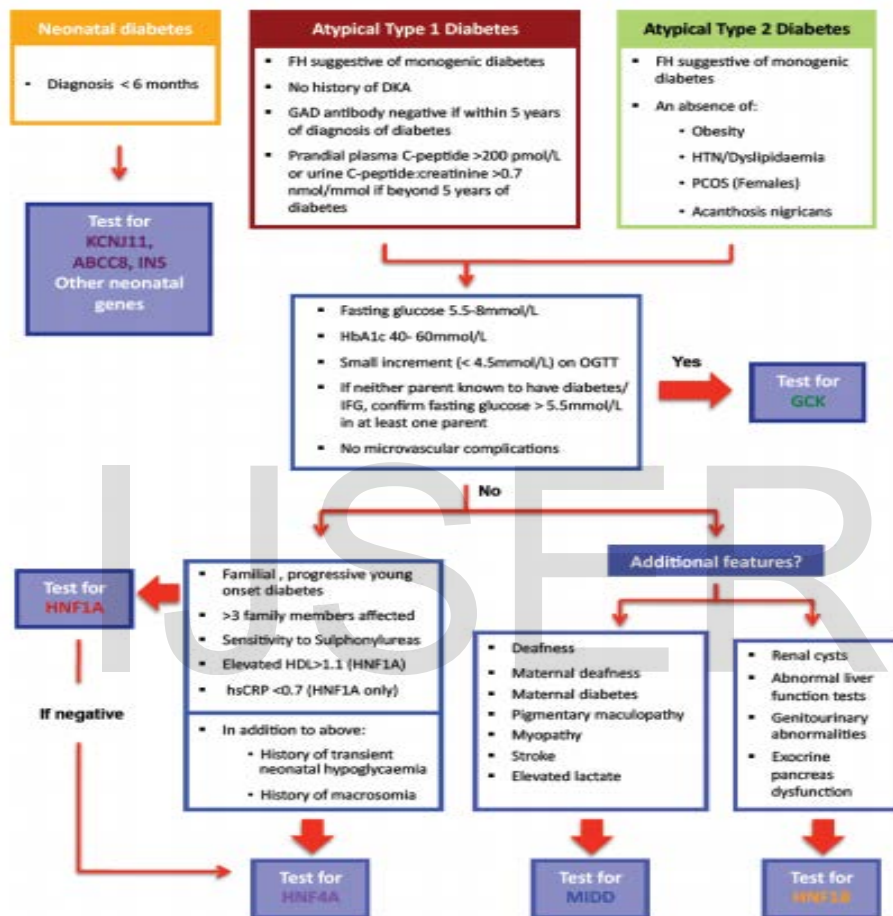 Neonatal diabetes
Diagnosis < 6 months
Atypical Type 1 Diabetes
FH suggestive of monogenic diabetes
No history of DKA
GAD antibody negative if within 5 years
of diagnosis of diabetes
Prandial plasma C-peptide >200 pmol/L
or urine C-peptide:creatinine >0.7
nmol/mmol if beyond 5 years of
diabetes
Atypical Type 2 Diabetes
FH suggestive of monogenic
diabetes
An absence of:
Obesity
HTN/Dyslipidaemia
PCOS (Females)
Acanthosis nigricans
Test for
KCNJ11,
ABCC8, INS
Other neonatal
genes
Fasting glucose 5.5-8mmol/L
HbA1c 40- 60mmol/L
Small increment (< 4.5mmol/L) on OGTT
If neither parent known to have diabetes/
IFG, confirm fasting glucose > 5.5mmol/L
in at least one parent
No microvascular complications
Yes
Test for
GCK
No
Test for
HNF1A
If negative
Familial , progressive young
onset diabetes
>3 family members affected
Sensitivity to Sulphonylureas
Elevated HDL>1.1 (HNF1A)
hsCRP <0.7 (HNF1A only)
In addition to above:
History of transient
neonatal hypoglycaemia
History of macrosomia
Additional features?
Deafness
Maternal deafness
Maternal diabetes
Pigmentary maculopathy
Myopathy
Stroke
Elevated lactate
Renal cysts
Abnormal liver
function tests
Genitourinary
abnormalities
Exocrine
pancreas
dysfunction
Test for
HNF4A
Test for
MIDD
Test for
HNF1B
IJSER